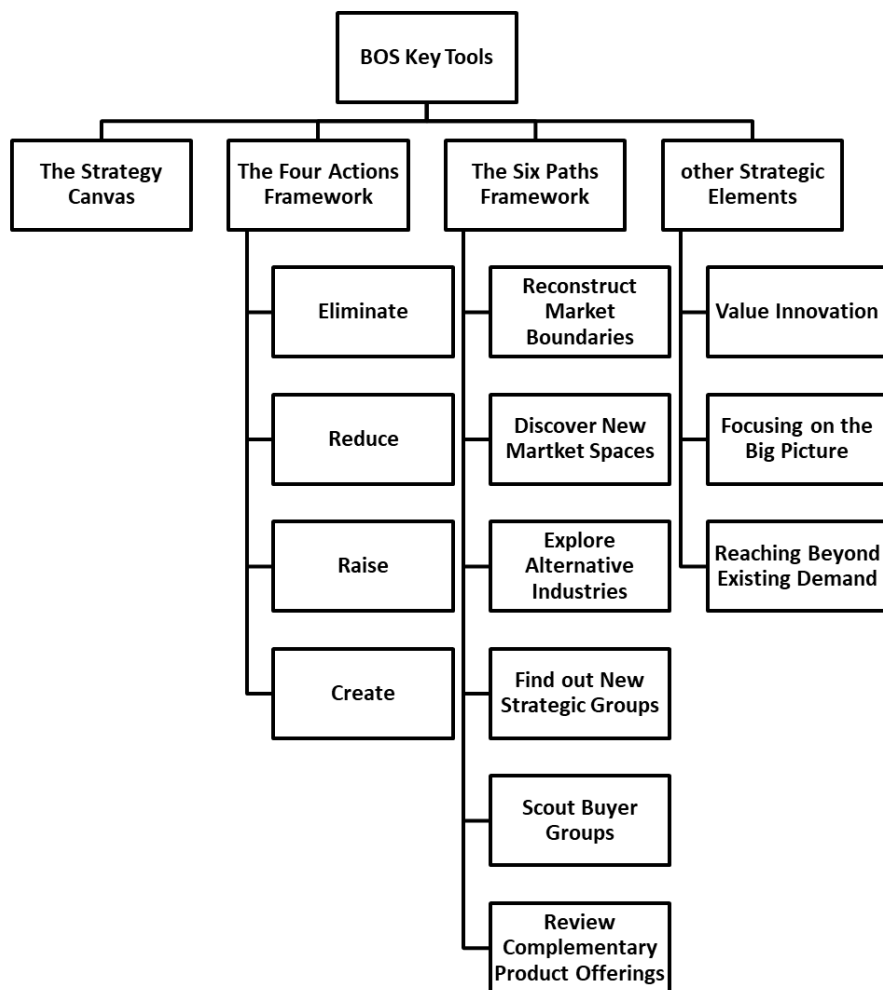 BOS Key Tools
The Strategy
Canvas
The Four Actions
Framework
Eliminate
Reduce
Raise
Create
The Six Paths
Framework
Reconstruct
Market
Boundaries
Discover New
Martket Spaces
Explore
Alternative
Industries
Find out New
Strategic Groups
Scout Buyer
Groups
Review
Complementary
Product Offerings
other Strategic
Elements
Value Innovation
Focusing on the
Big Picture
Reaching Beyond
Existing Demand